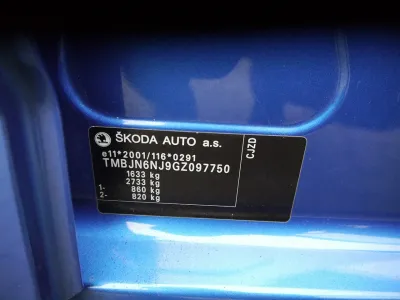 ŠKODA AUTO a.s.
e11*2001/116*0291
TMBJN6NJ9GZ097750
1633 kg
2733 kg
1- 860 kg
2- 820 kg
CJZD